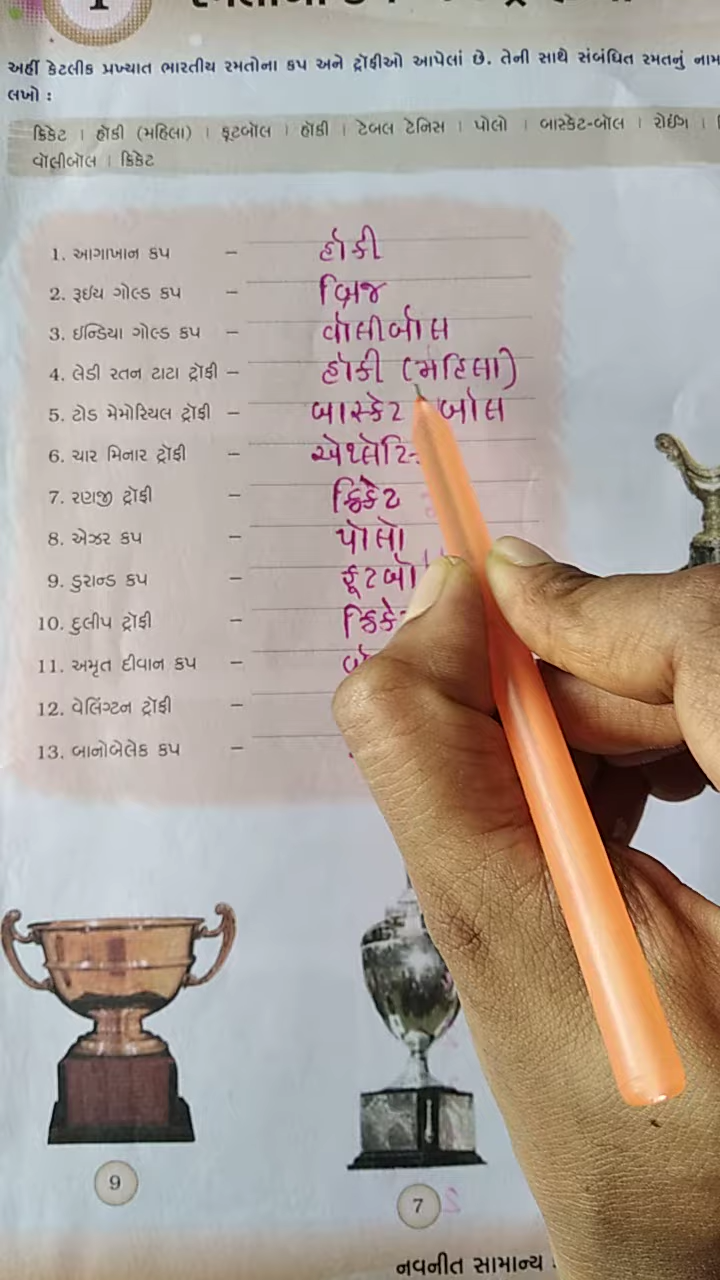 અહીં કેટલીક પ્રખ્યાત ભારતીય રમતોના કપ અને ટ્રૉફીઓ આપેલાં છે. તેની સાથે સંબંધિત રમતનું નામ
લખો :
ક્રિકેટ । હૉકી (મહિલા) । ફૂટબૉલ । હૉકી । ટેબલ ટેનિસ । પોલો । બાસ્કેટ-બૉલ । રોઇંગ ।
વૉલીબૉલ । ક્રિકેટ
1. આગાખાન કપ – હૉકી
2. રૂઇય ગોલ્ડ કપ – બ્રિજ
3. ઇન્ડિયા ગોલ્ડ કપ – વૉલીબૉલ
4. લેડી રતન ટાટા ટ્રૉફી – હૉકી (મહિલા)
5. ટોડ મેમોરિયલ ટ્રૉફી – બાસ્કેટ બૉલ
6. ચાર મિનાર ટ્રૉફી –
7. રણજી ટ્રૉફી – ક્રિકેટ
8. એઝર કપ – પોલો
9. ડુરાન્ડ કપ –
10. દુલીપ ટ્રૉફી –
11. અમૃત દીવાન કપ –
12. વેલિંગ્ટન ટ્રૉફી –
13. બાનોબેલેક કપ –
9
7
નવનીત સામાન્ય